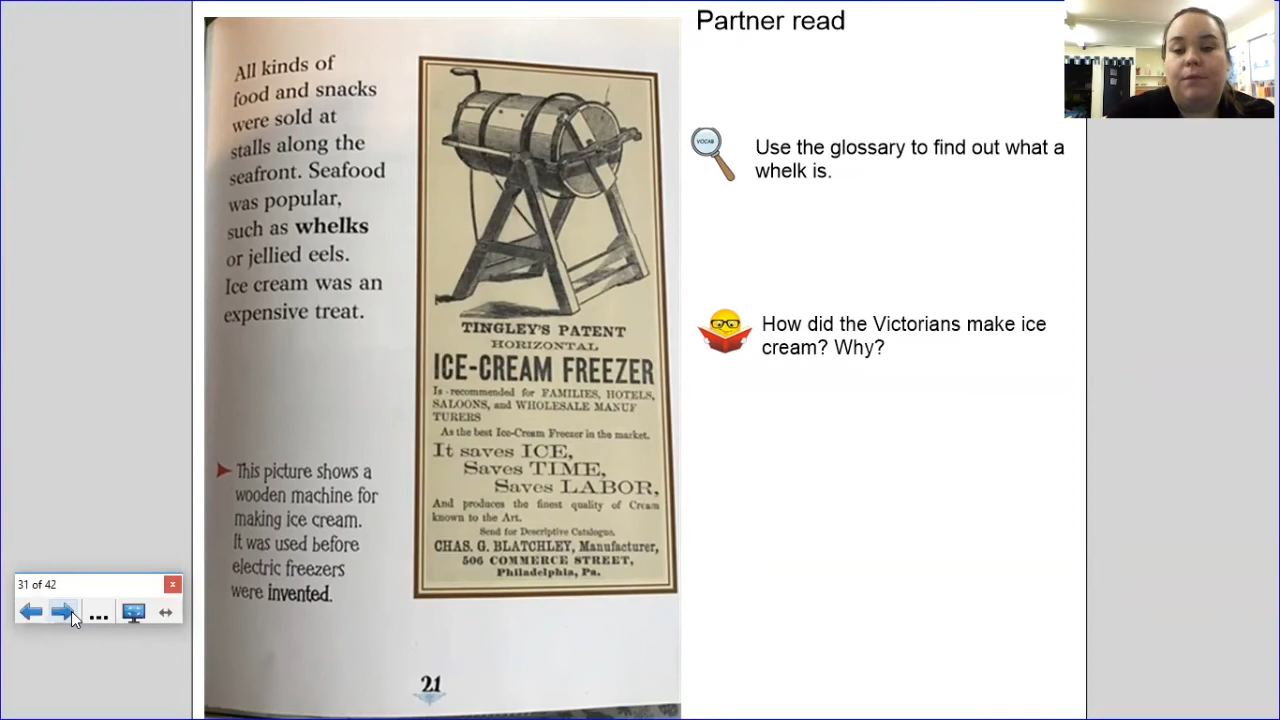 All kinds of
food and snacks
were sold at
stalls along the
seafront. Seafood
was popular,
such as whelks
or jellied eels.
Ice cream was an
expensive treat.
This picture shows a
wooden machine for
making ice cream.
It was used before
electric freezers
were invented.
TINGLEY'S PATENT
HORIZONTAL
ICE-CREAM FREEZER
Is recommended for FAMILIES, HOTELS,
SALOONS, and WHOLESALE MANUF
TURERS
As the best Ice-Cream Freezer in the market.
It saves ICE,
Saves TIME,
Saves LABOR,
And produces the finest quality of Cream
known to the Art.
Send for Descriptive Catalogue.
CHAS. G. BLATCHLEY, Manufacturer,
506 COMMERCE STREET,
Philadelphia, Pa.
21
Partner read
VOCAB
Use the glossary to find out what a
whelk is.
How did the Victorians make ice
cream? Why?
31 of 42